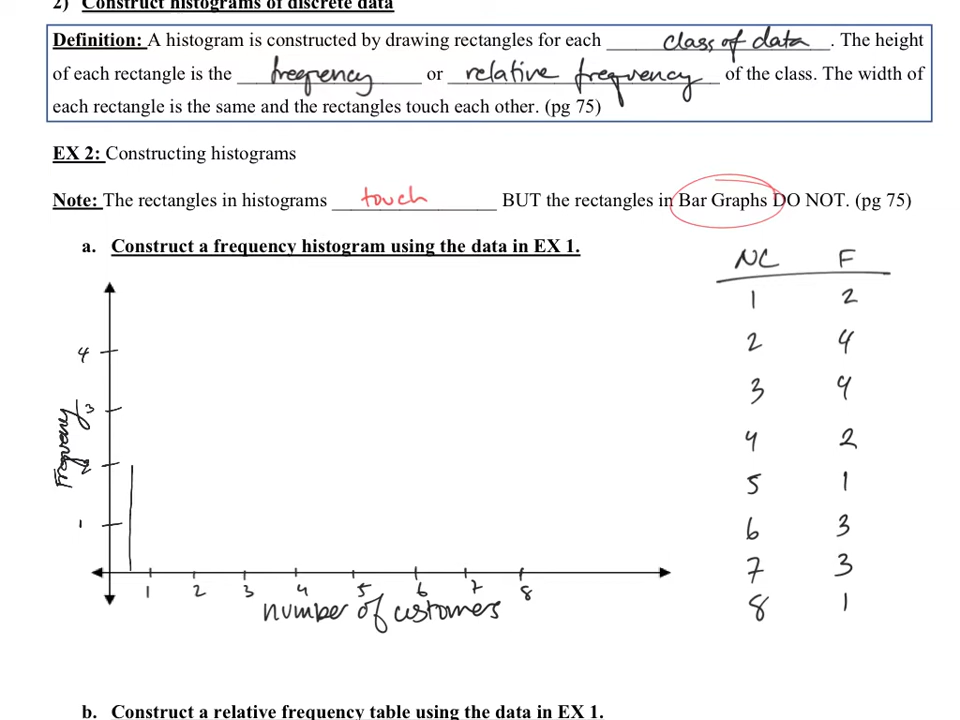 2) Construct histograms of discrete data
Definition: A histogram is constructed by drawing rectangles for each class of data. The height
of each rectangle is the freqency or relative frequency of the class. The width of
each rectangle is the same and the rectangles touch each other. (pg 75)
EX 2: Constructing histograms
Note: The rectangles in histograms touch BUT the rectangles in Bar Graphs DO NOT. (pg 75)
a. Construct a frequency histogram using the data in EX 1.
NC F
1 2
2 4
3 4
4 2
5 1
6 3
7 3
8 1
Frequency
4
3
2
1
1 2 3 4 5 6 7 8
number of customers
b. Construct a relative frequency table using the data in EX 1.